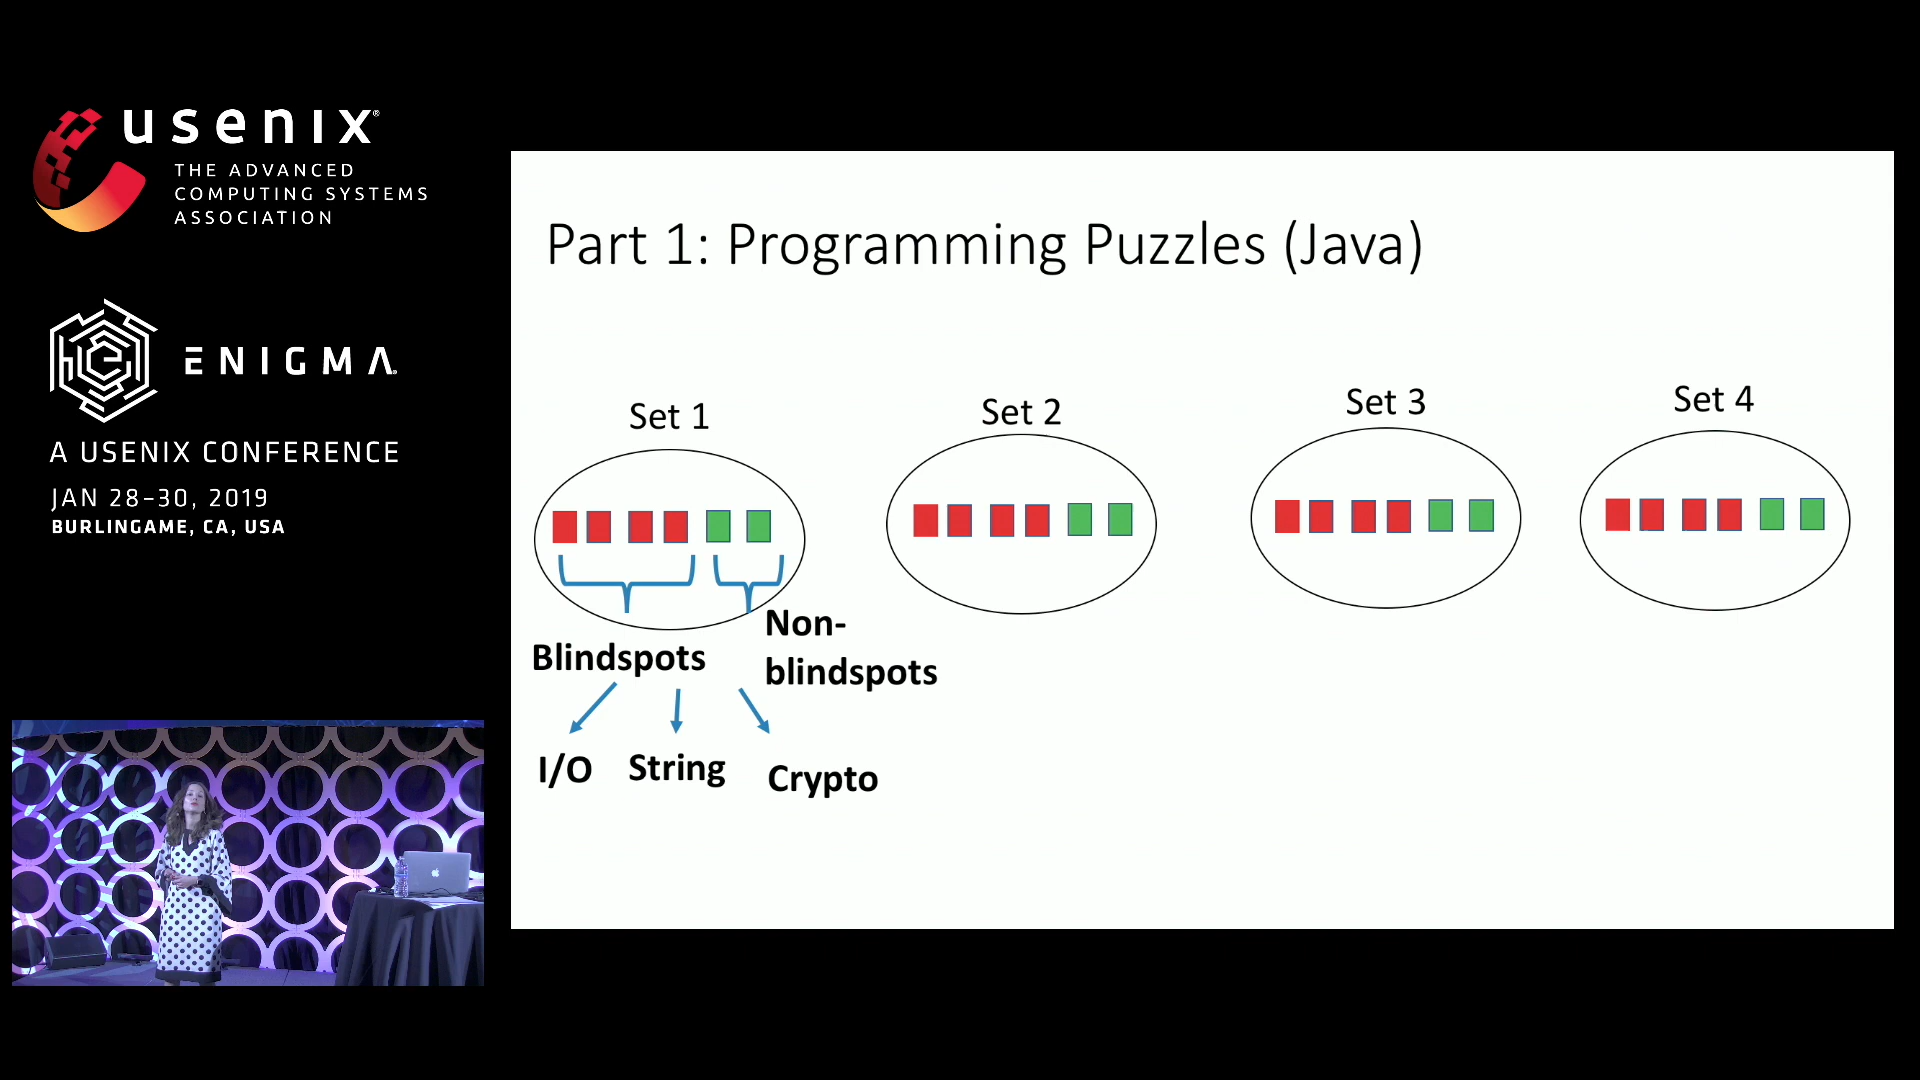 usenix®
THE ADVANCED
COMPUTING SYSTEMS
ASSOCIATION
ENIGMA
A USENIX CONFERENCE
JAN 28–30, 2019
BURLINGAME, CA, USA
Part 1: Programming Puzzles (Java)
Set 1
Set 2
Set 3
Set 4
Blindspots
Non-
blindspots
I/O
String
Crypto